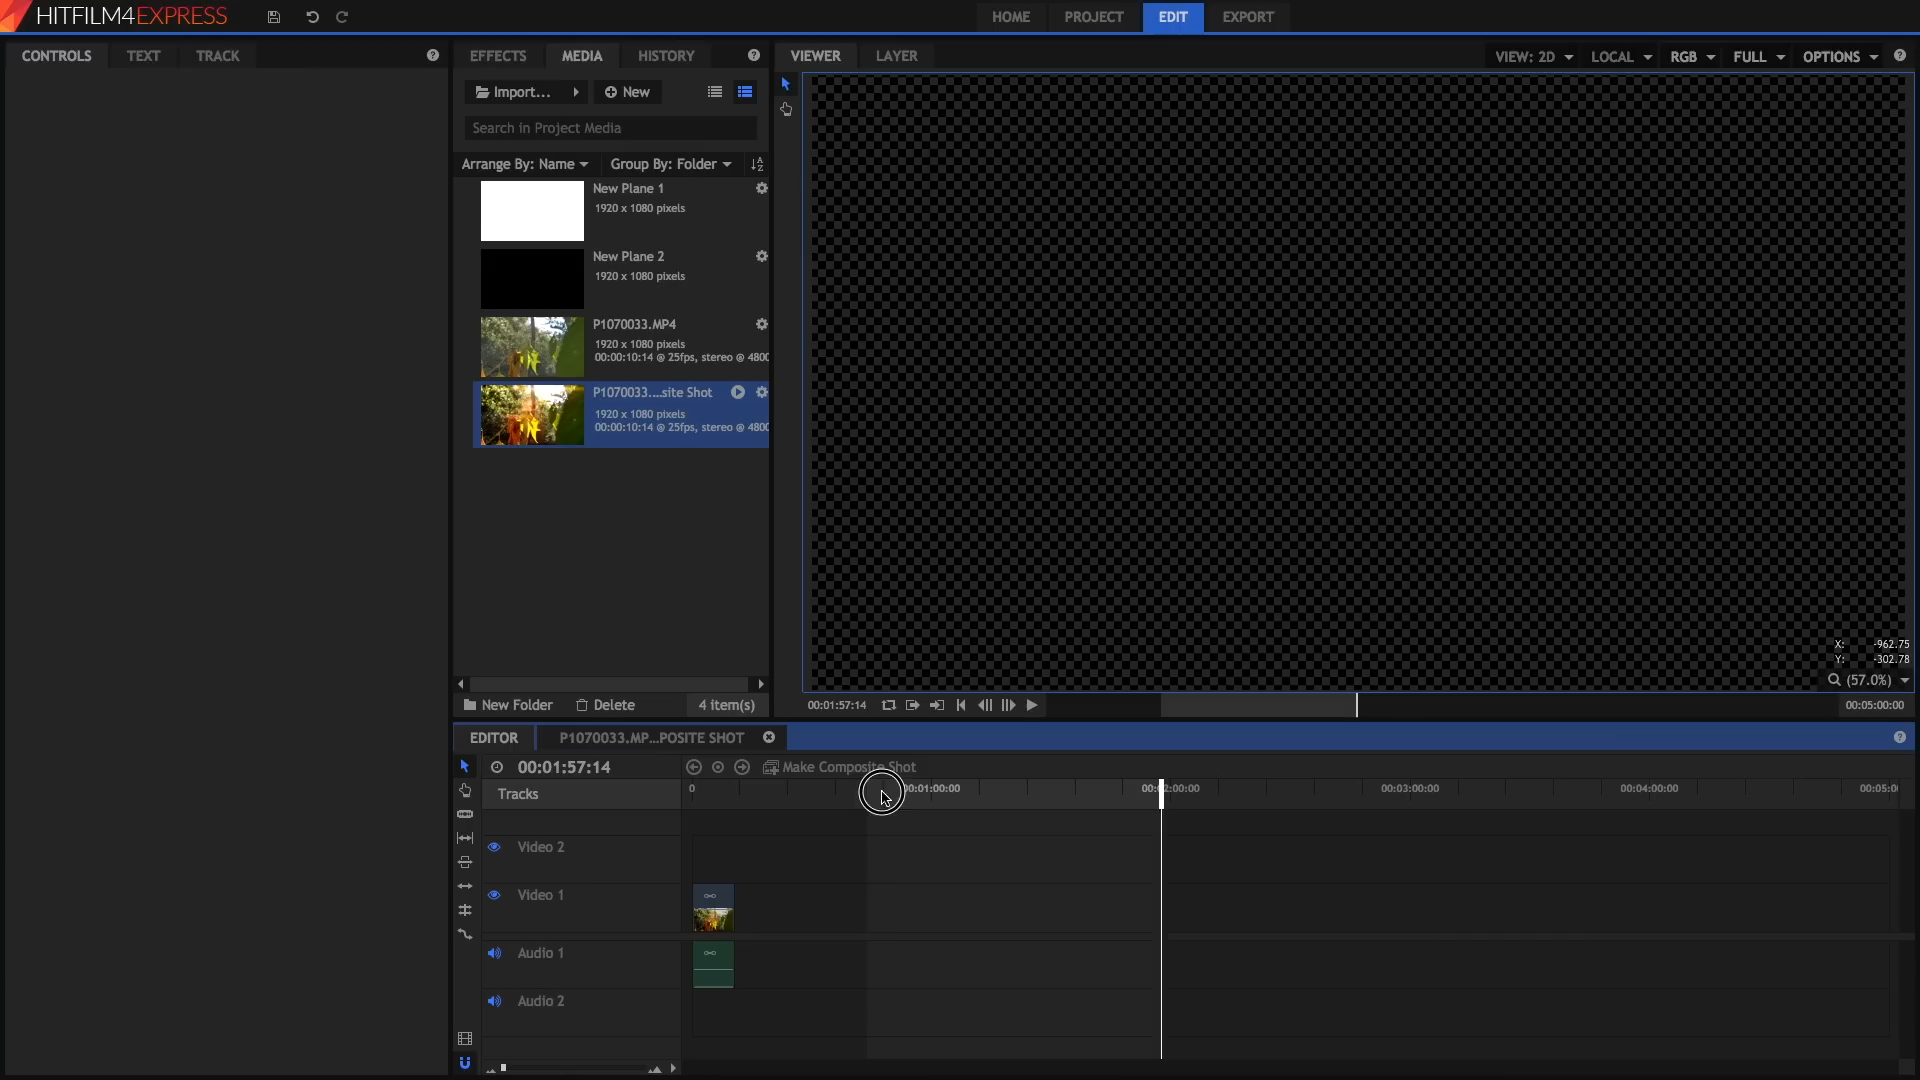 HITFILM4EXPRESS
HOME PROJECT EDIT EXPORT
CONTROLS TEXT TRACK
EFFECTS MEDIA HISTORY
VIEWER LAYER
VIEW: 2D LOCAL RGB FULL OPTIONS
Import... New
Search in Project Media
Arrange By: Name Group By: Folder
New Plane 1
1920 x 1080 pixels
New Plane 2
1920 x 1080 pixels
P1070033.MP4
1920 x 1080 pixels
00:00:10:14 @ 25fps, stereo @ 4800
P1070033....site Shot
1920 x 1080 pixels
00:00:10:14 @ 25fps, stereo @ 4800
X: -962.75
Y: -302.78
(57.0%)
New Folder Delete 4 item(s)
00:01:57:14
00:05:00:00
EDITOR P1070033.MP...POSITE SHOT
00:01:57:14 Make Composite Shot
Tracks
0 00:01:00:00 00:02:00:00 00:03:00:00 00:04:00:00 00:05:0
Video 2
Video 1
Audio 1
Audio 2